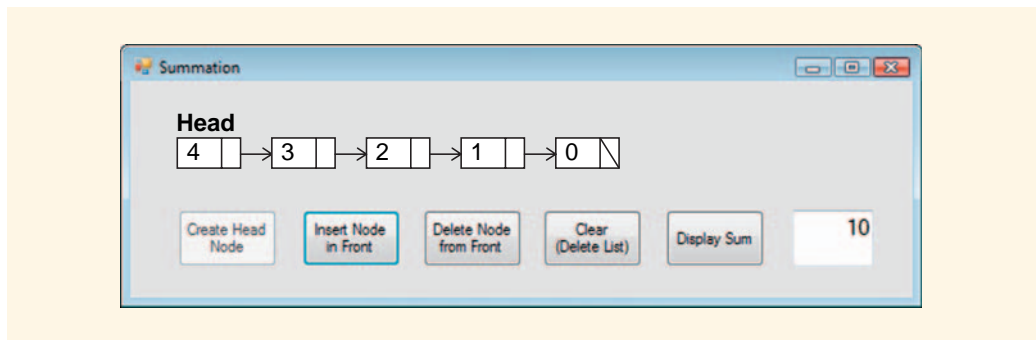 Summation
Head
4 3 2 1 0
Create Head
Node
Insert Node
in Front
Delete Node
from Front
Clear
(Delete List)
Display Sum
10